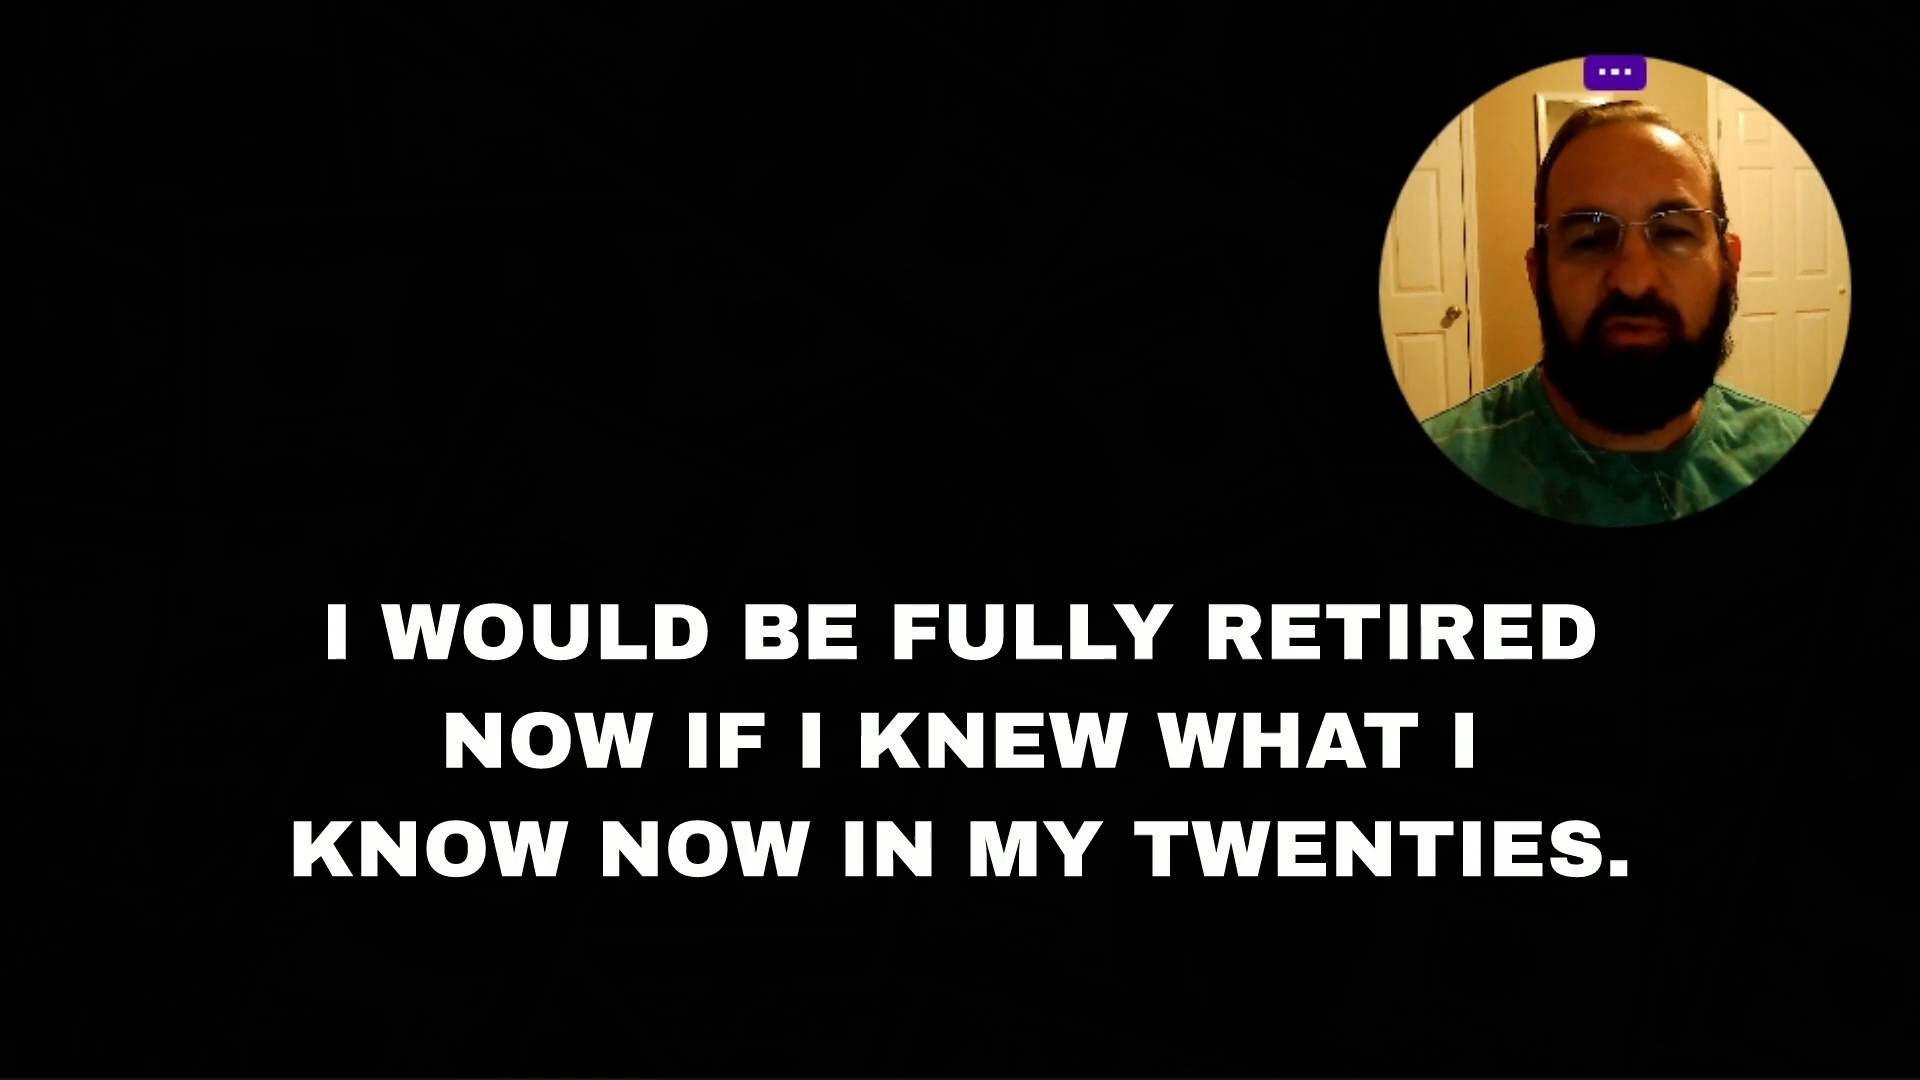 I WOULD BE FULLY RETIRED
NOW IF I KNEW WHAT I
KNOW NOW IN MY TWENTIES.